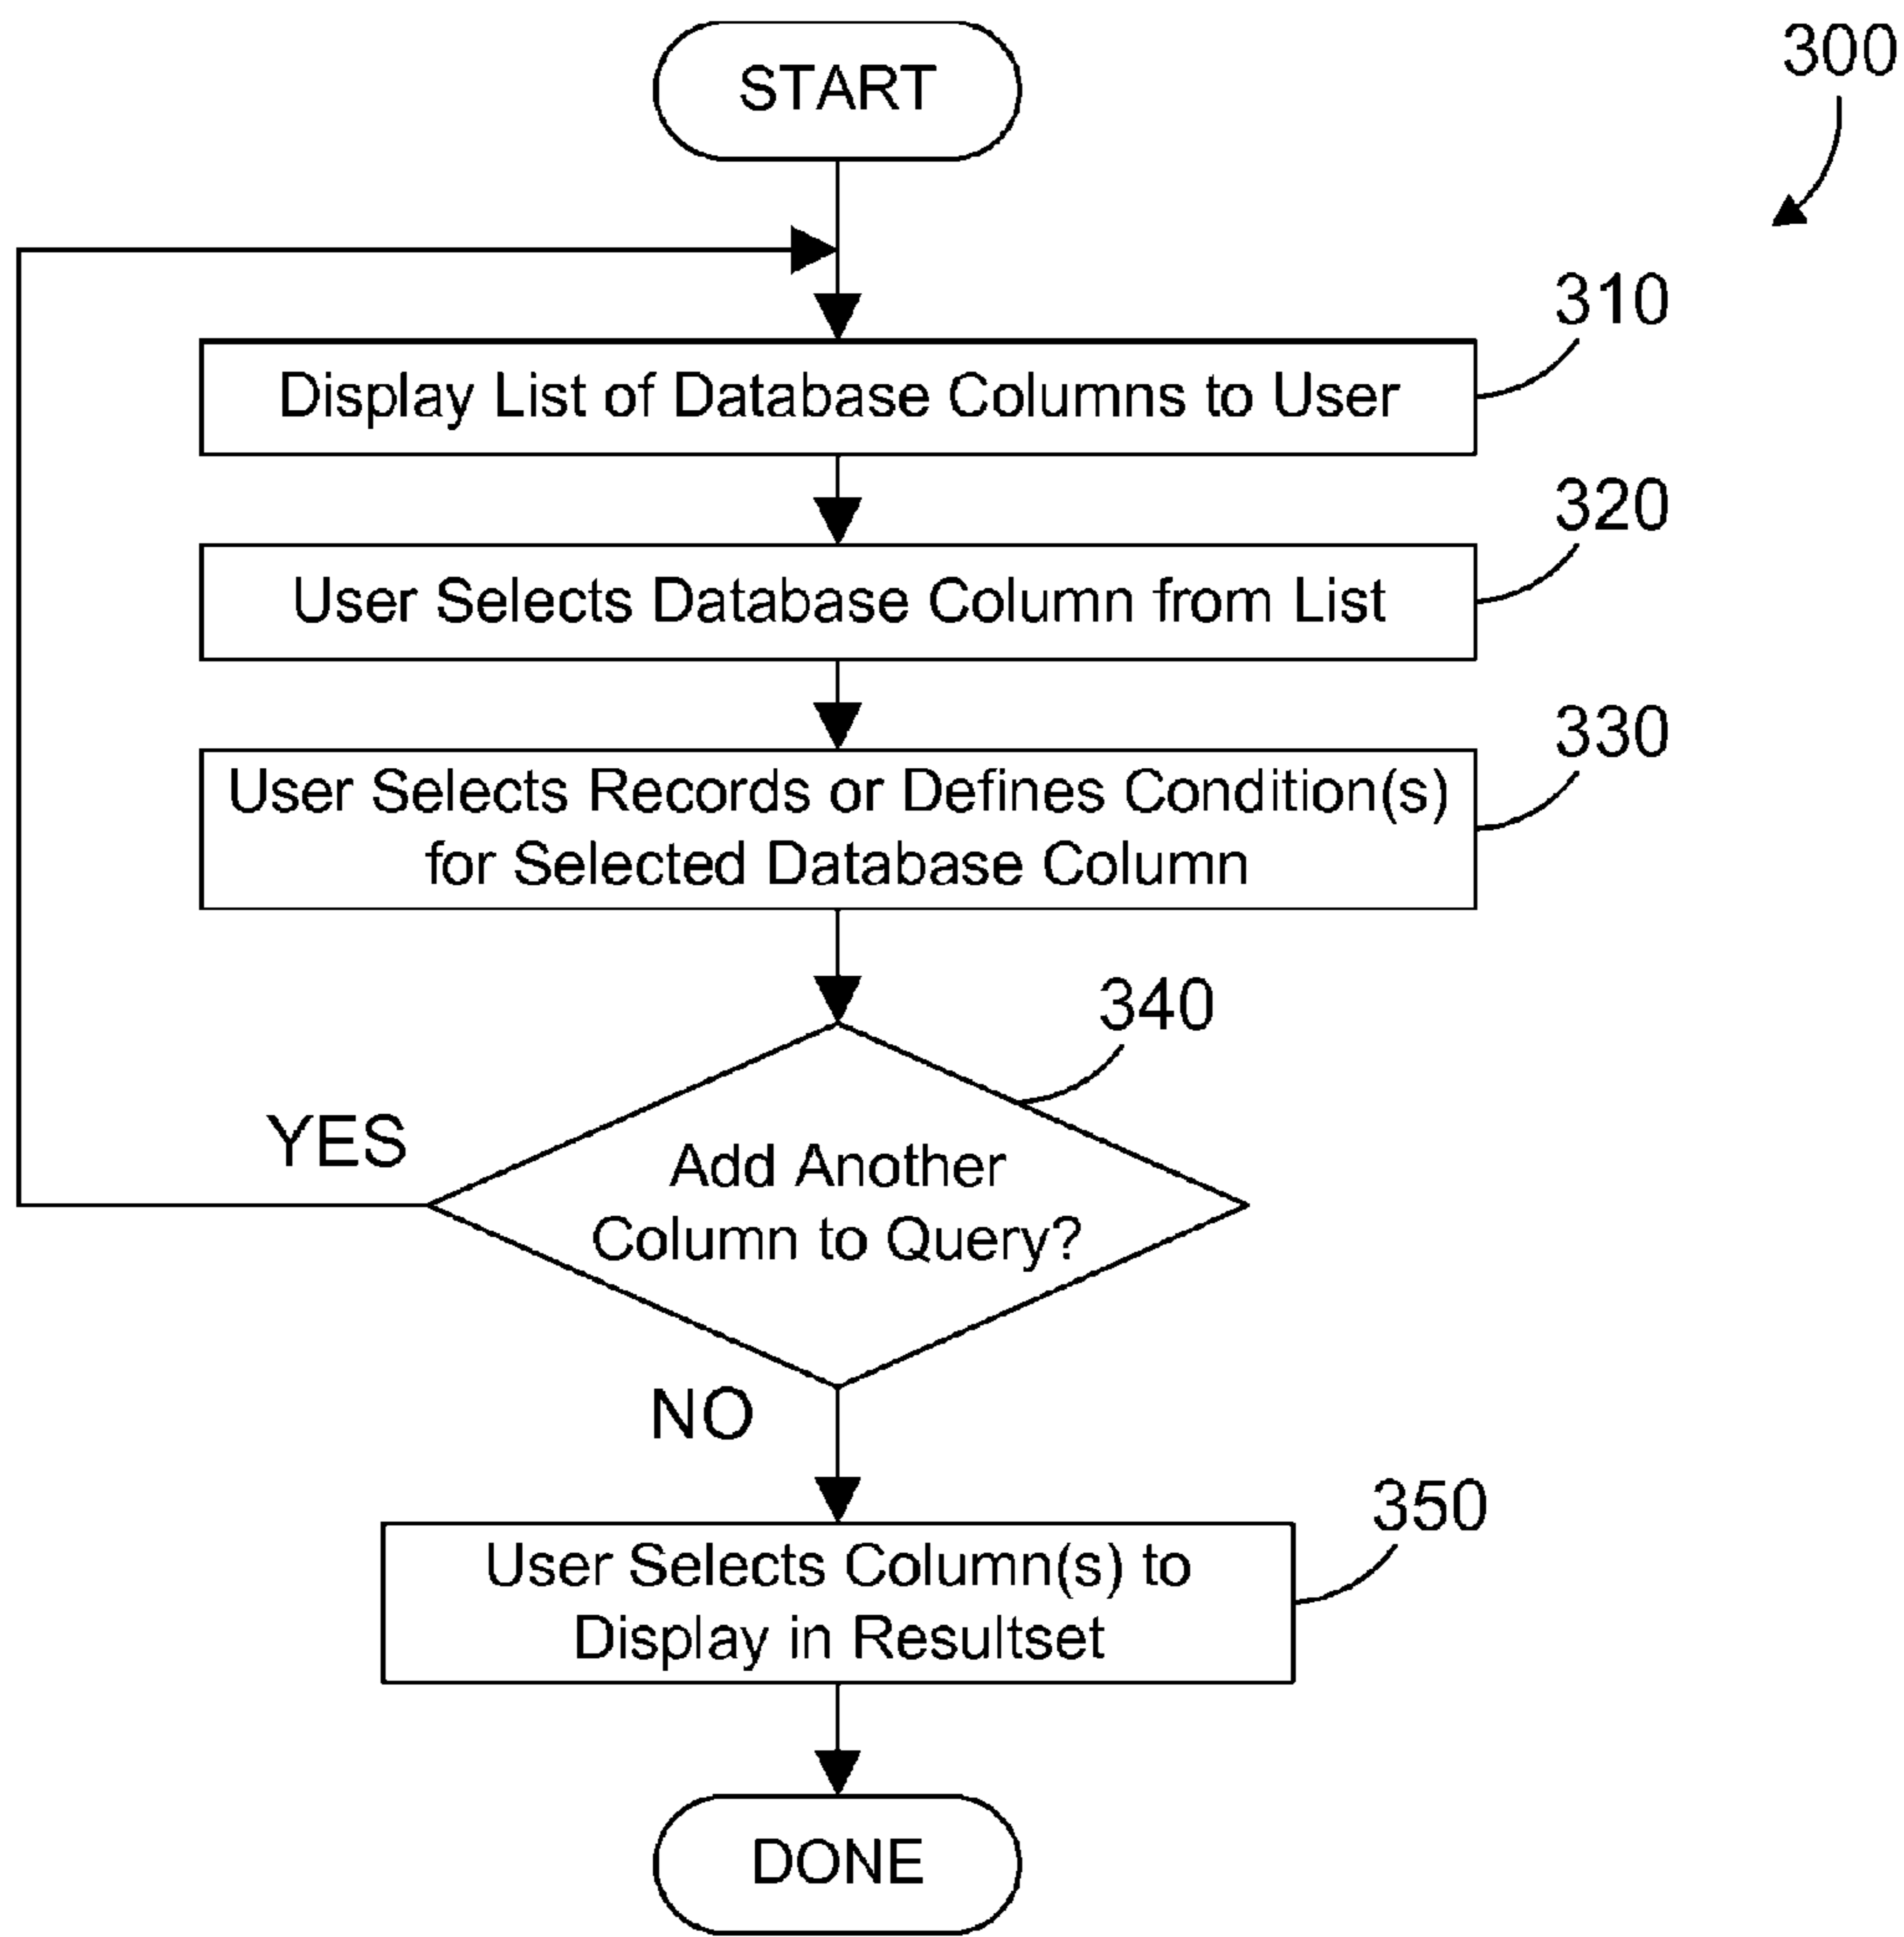 START
300
310
Display List of Database Columns to User
320
User Selects Database Column from List
330
User Selects Records or Defines Condition(s)
for Selected Database Column
340
YES
Add Another
Column to Query?
NO
350
User Selects Column(s) to
Display in Resultset
DONE